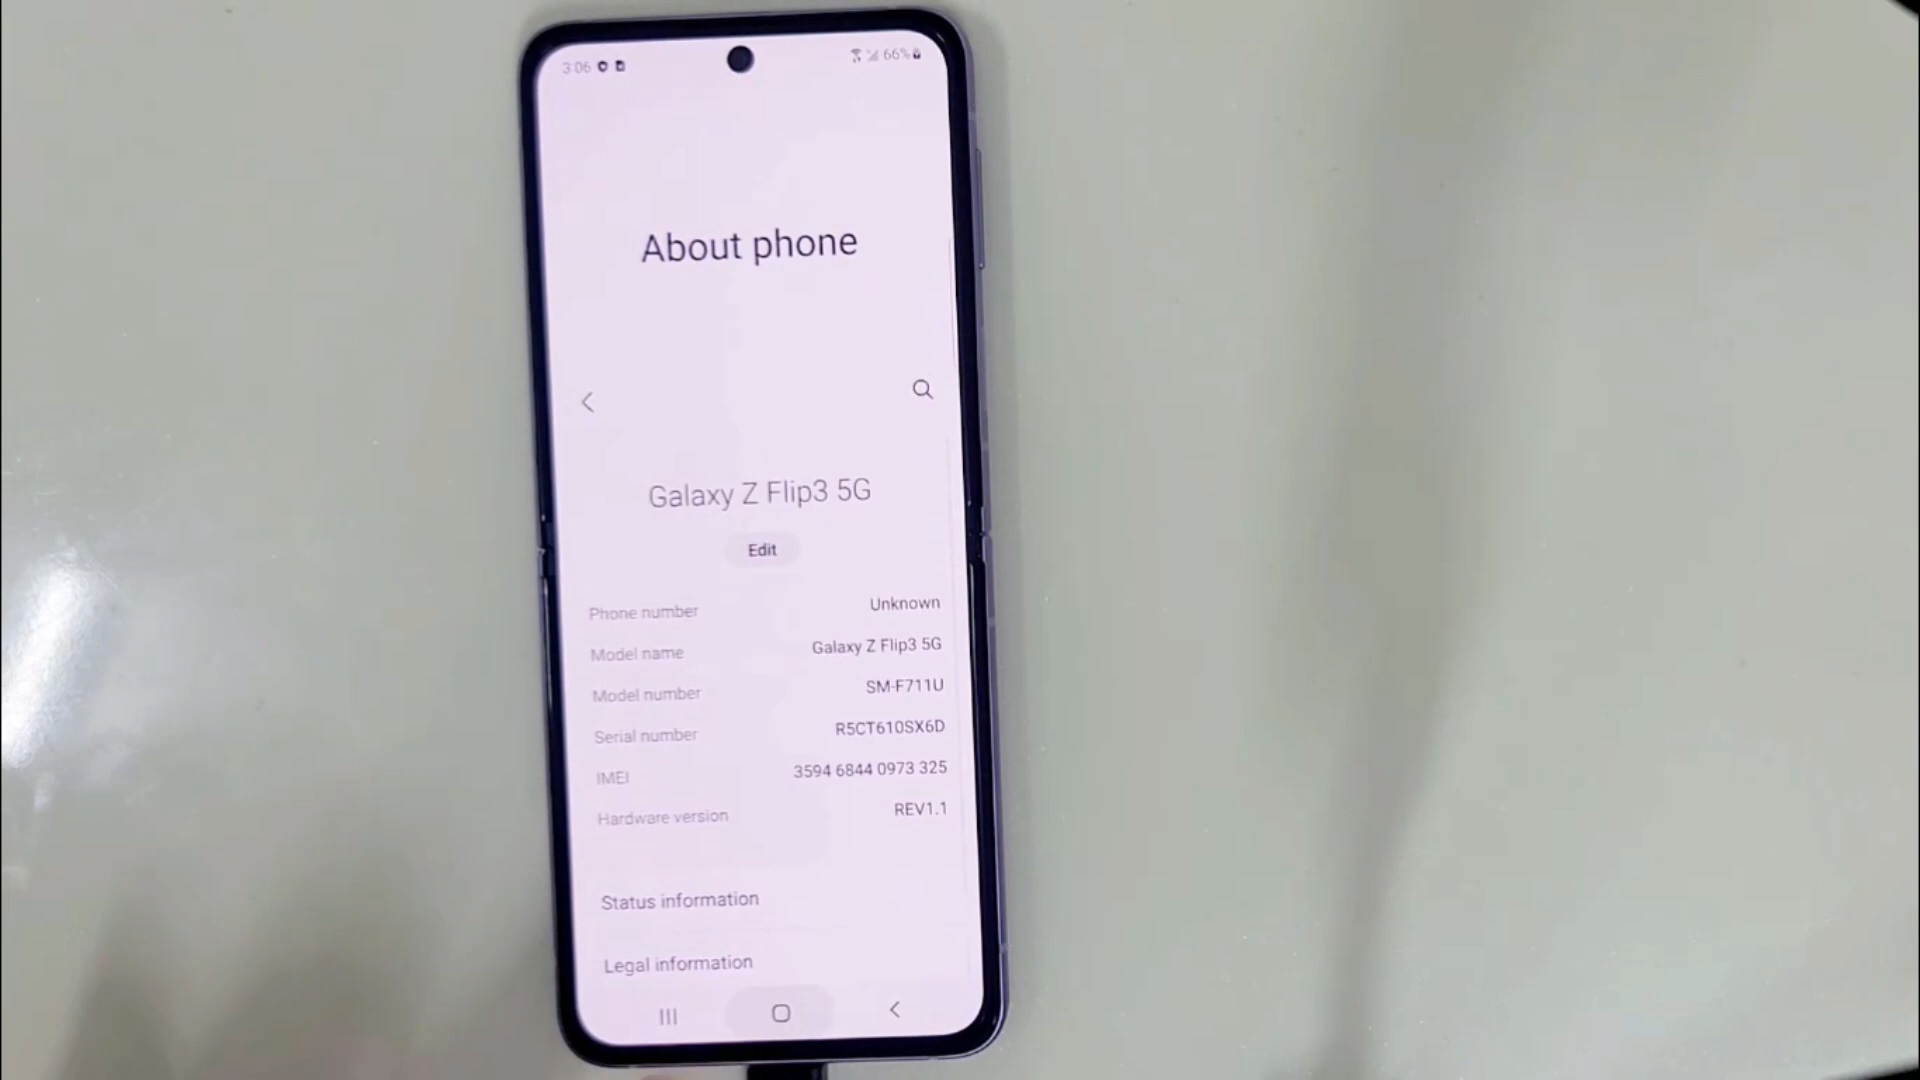 3:06 66%
About phone
Galaxy Z Flip3 5G
Edit
Phone number Unknown
Model name Galaxy Z Flip3 5G
Model number SM-F711U
Serial number R5CT610SX6D
IMEI 3594 6844 0973 325
Hardware version REV1.1
Status information
Legal information